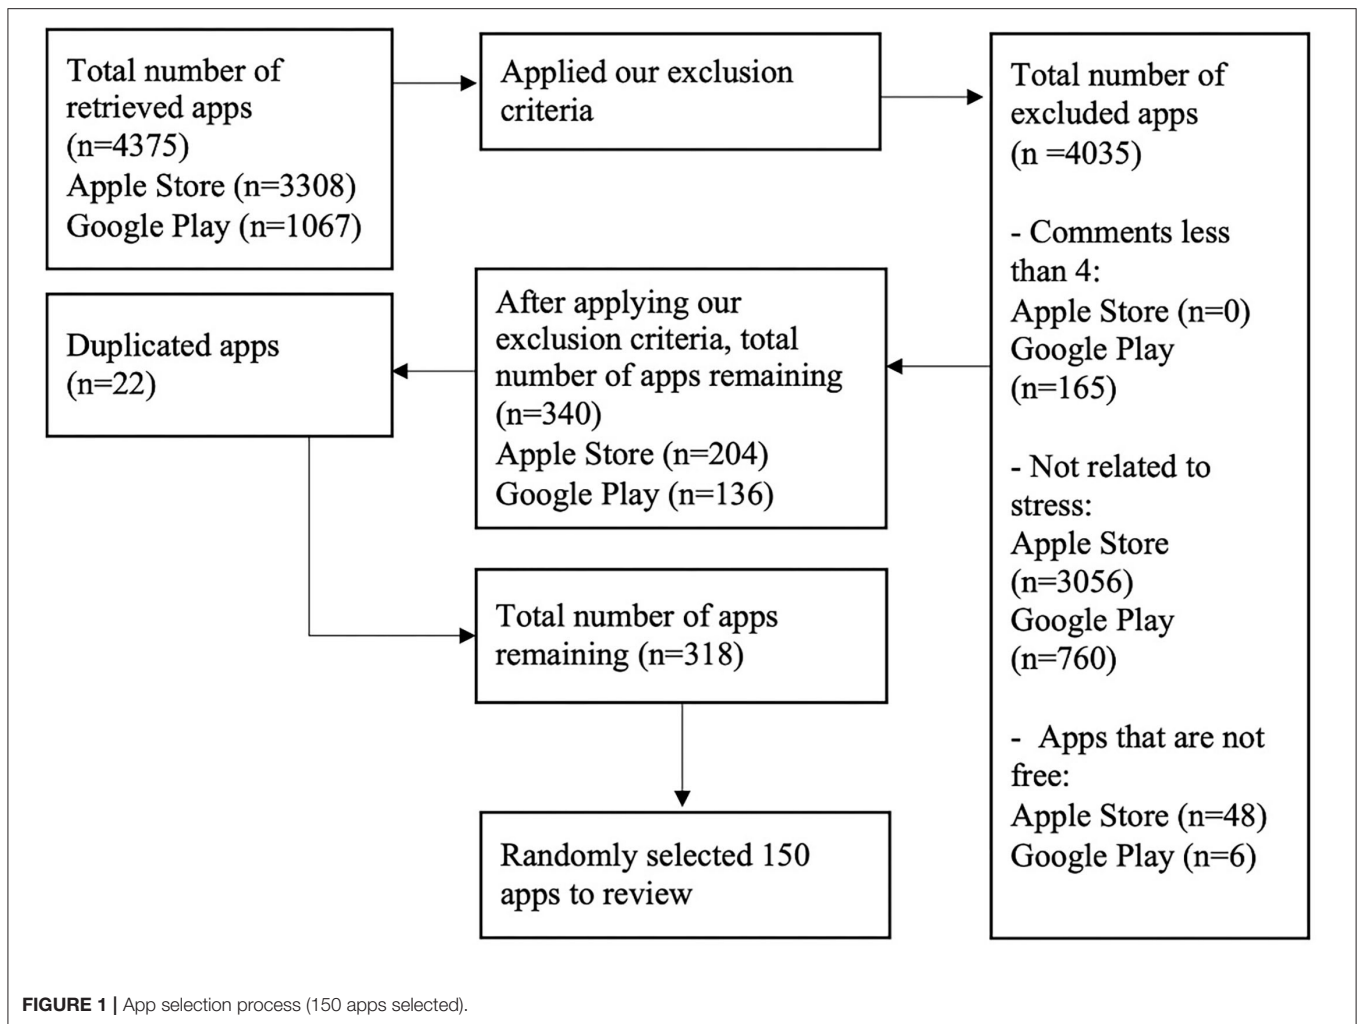 Total number of
retrieved apps
(n=4375)
Apple Store (n=3308)
Google Play (n=1067)
Applied our exclusion
criteria
Total number of
excluded apps
(n =4035)
- Comments less
than 4:
Apple Store (n=0)
Google Play
(n=165)
- Not related to
stress:
Apple Store
(n=3056)
Google Play
(n=760)
- Apps that are not
free:
Apple Store (n=48)
Google Play (n=6)
After applying our
exclusion criteria, total
number of apps remaining
(n=340)
Apple Store (n=204)
Google Play (n=136)
Duplicated apps
(n=22)
Total number of apps
remaining (n=318)
Randomly selected 150
apps to review
FIGURE 1 | App selection process (150 apps selected).